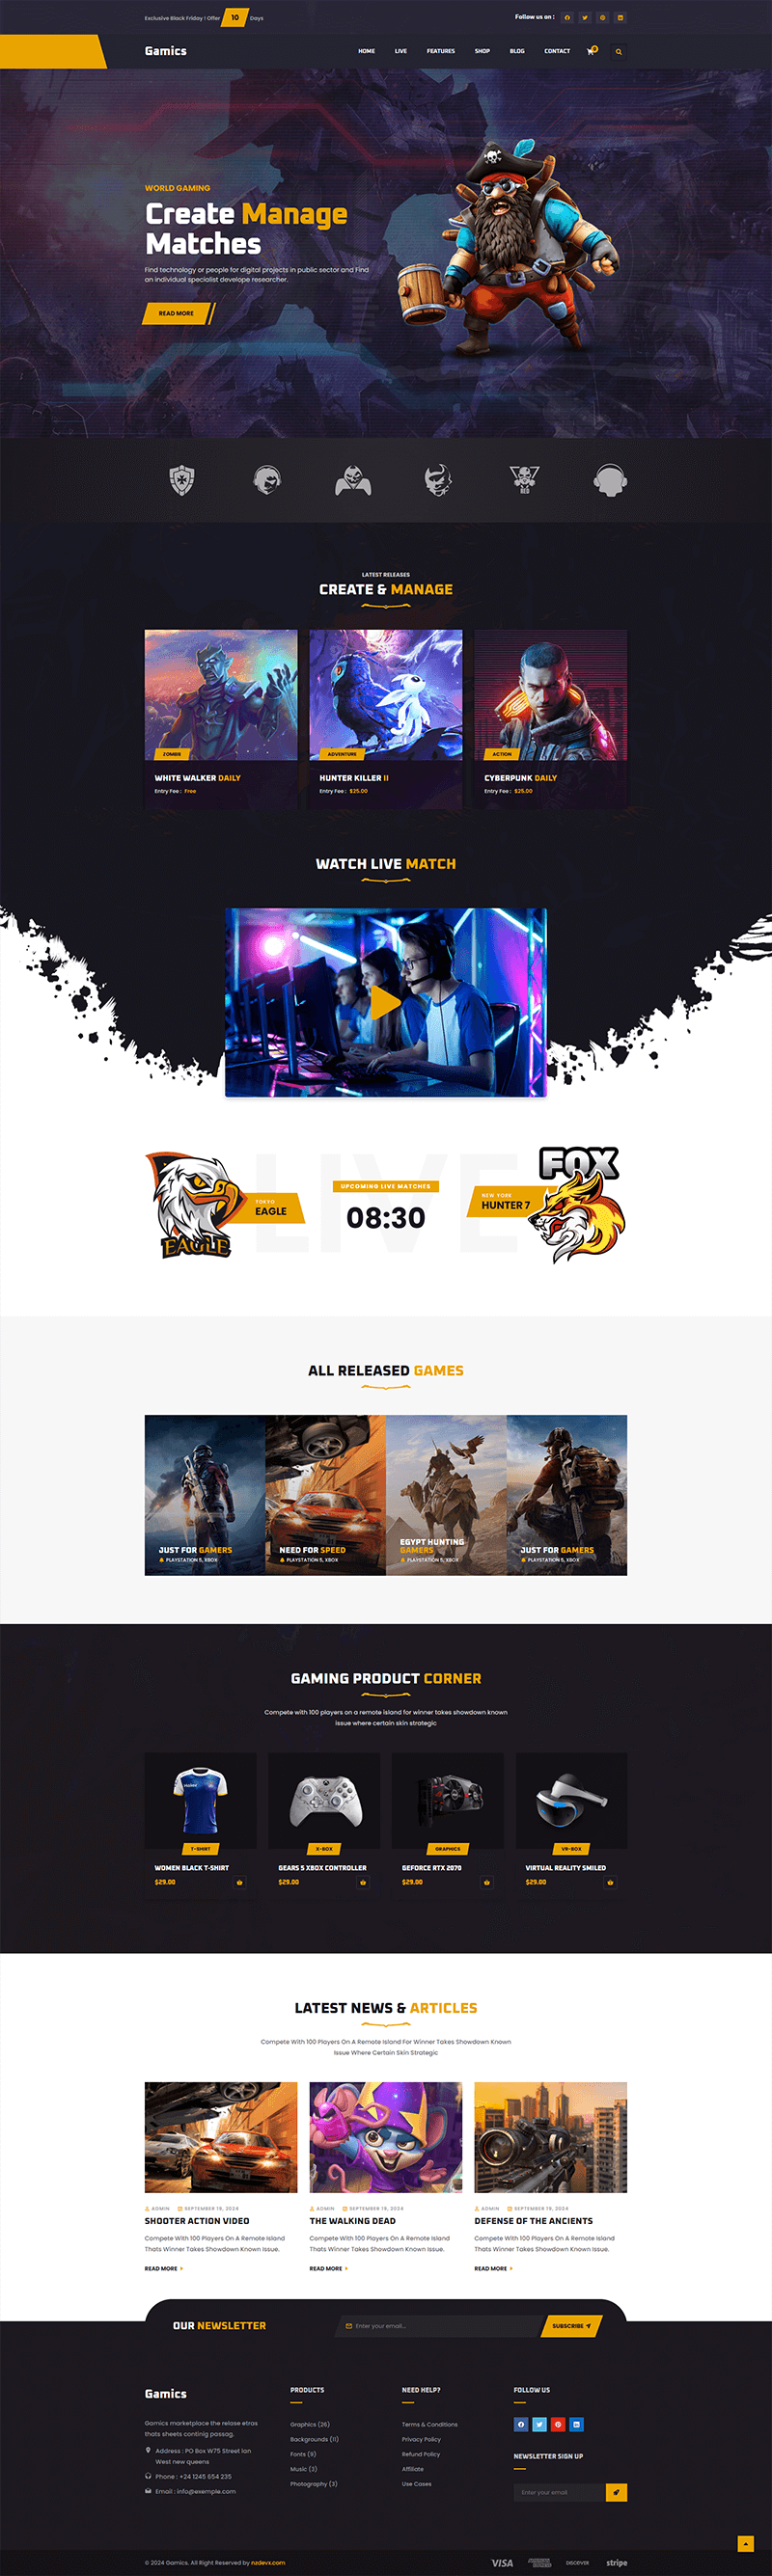 Exclusive Black Friday ! Offer 10 Days
Follow us on :
Gamics
HOME LIVE FEATURES SHOP BLOG CONTACT 0
WORLD GAMING
Create Manage
Matches
Find technology or people for digital projects in public sector and Find
an individual specialist develope researcher.
READ MORE
RED
LATEST RELEASES
CREATE & MANAGE
ZOMBIE
WHITE WALKER DAILY
Entry Fee : Free
ADVENTURE
HUNTER KILLER II
Entry Fee : $25.00
ACTION
CYBERPUNK DAILY
Entry Fee : $25.00
WATCH LIVE MATCH
LIVE
EAGLE
TOKYO
EAGLE
UPCOMING LIVE MATCHES
08:30
NEW YORK
HUNTER 7
FOX
ALL RELEASED GAMES
JUST FOR GAMERS
PLAYSTATION 5, XBOX
NEED FOR SPEED
PLAYSTATION 5, XBOX
EGYPT HUNTING
GAMERS
PLAYSTATION 5, XBOX
JUST FOR GAMERS
PLAYSTATION 5, XBOX
GAMING PRODUCT CORNER
Compete with 100 players on a remote island for winner takes showdown known
issue where certain skin strategic
T-SHIRT
WOMEN BLACK T-SHIRT
$29.00
X-BOX
GEARS 5 XBOX CONTROLLER
$29.00
GRAPHICS
GEFORCE RTX 2070
$29.00
VR-BOX
VIRTUAL REALITY SMILED
$29.00
LATEST NEWS & ARTICLES
Compete With 100 Players On A Remote Island For Winner Takes Showdown Known
Issue Where Certain Skin Strategic
ADMIN SEPTEMBER 19, 2024
SHOOTER ACTION VIDEO
Compete With 100 Players On A Remote Island
Thats Winner Takes Showdown Known Issue.
READ MORE
ADMIN SEPTEMBER 19, 2024
THE WALKING DEAD
Compete With 100 Players On A Remote Island
Thats Winner Takes Showdown Known Issue.
READ MORE
ADMIN SEPTEMBER 19, 2024
DEFENSE OF THE ANCIENTS
Compete With 100 Players On A Remote Island
Thats Winner Takes Showdown Known Issue.
READ MORE
OUR NEWSLETTER
Enter your email...
SUBSCRIBE
Gamics
Gamics marketplace the relase etras
thats sheets continig passag.
Address : PO Box W75 Street lan
West new queens
Phone : +24 1245 654 235
Email : info@exemple.com
PRODUCTS
Graphics (26)
Backgrounds (11)
Fonts (9)
Music (3)
Photography (3)
NEED HELP?
Terms & Conditions
Privacy Policy
Refund Policy
Affiliate
Use Cases
FOLLOW US
NEWSLETTER SIGN UP
Enter your email
© 2024 Gamics. All Right Reserved by nzdevx.com
VISA AMERICAN EXPRESS DISCOVER stripe